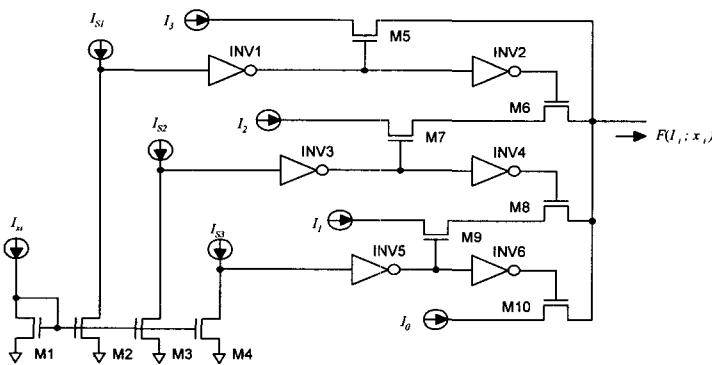 I3
M5
IS1
INV1
INV2
M6
IS2
I2
M7
F(Ii; xi)
INV3
INV4
M8
Ixi
IS3
I1
M9
INV5
INV6
M10
I0
M1
M2
M3
M4